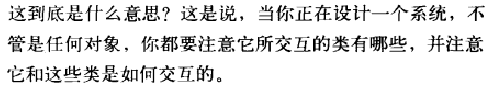 这到底是什么意思？这是说，当你正在设计一个系统，不
管是任何对象，你都要注意它所交互的类有哪些，并注意
它和这些类是如何交互的。